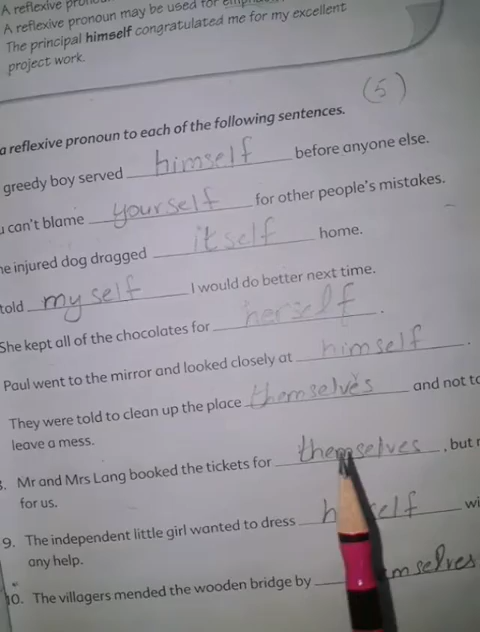 A reflexive
A reflexive pronoun may be used for
The principal himself congratulated me for my excellent
project work.
(5)
a reflexive pronoun to each of the following sentences.
greedy boy served himself before anyone else.
can't blame yourself for other people's mistakes.
injured dog dragged itself home.
told myself I would do better next time.
She kept all of the chocolates for herself.
Paul went to the mirror and looked closely at himself.
They were told to clean up the place themselves and not to
leave a mess.
Mr and Mrs Lang booked the tickets for themselves, but
for us.
9. The independent little girl wanted to dress
any help.
10. The villagers mended the wooden bridge by